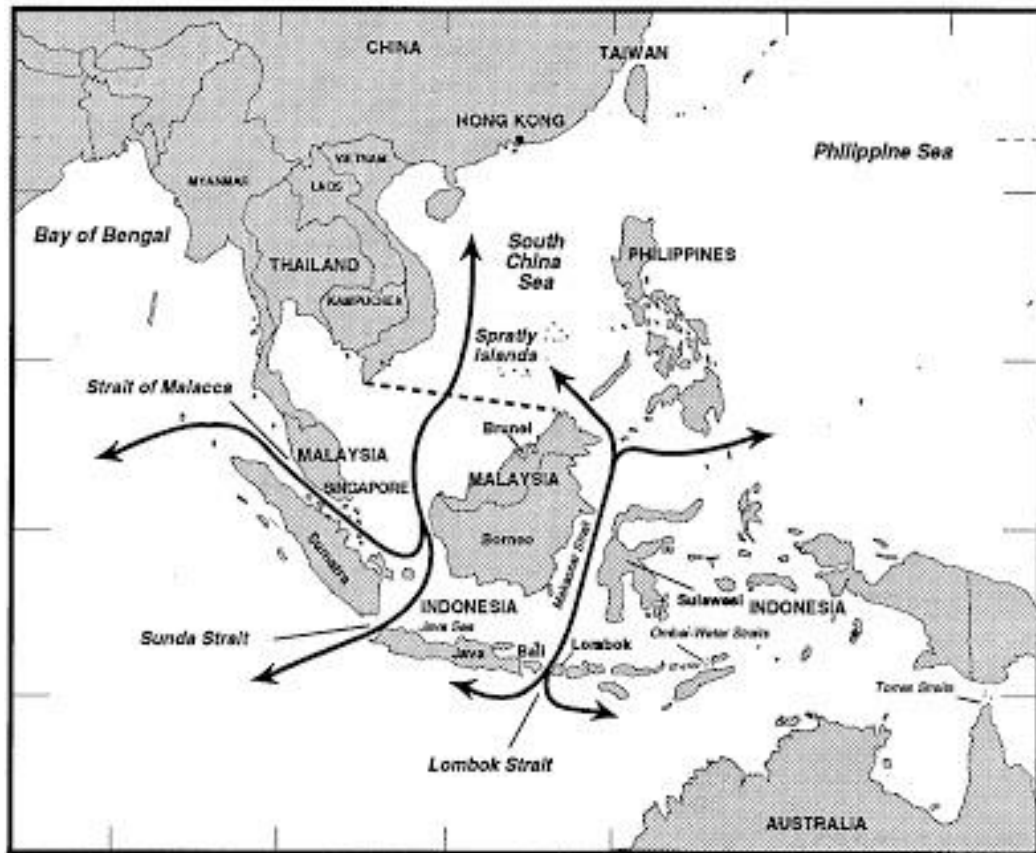 CHINA
TAIWAN
HONG KONG
Philippine Sea
VIETNAM
MYANMAR
LAOS
Bay of Bengal
South
China
Sea
PHILIPPINES
THAILAND
KAMPUCHEA
Spratly
Islands
Strait of Malacca
Brunei
MALAYSIA
MALAYSIA
SINGAPORE
Borneo
Sumatra
Makassar Strait
Sulawesi
INDONESIA
INDONESIA
Java Sea
Sunda Strait
Ombai-Wetar Straits
Java
Bali
Lombok
Torres Strait
Lombok Strait
AUSTRALIA